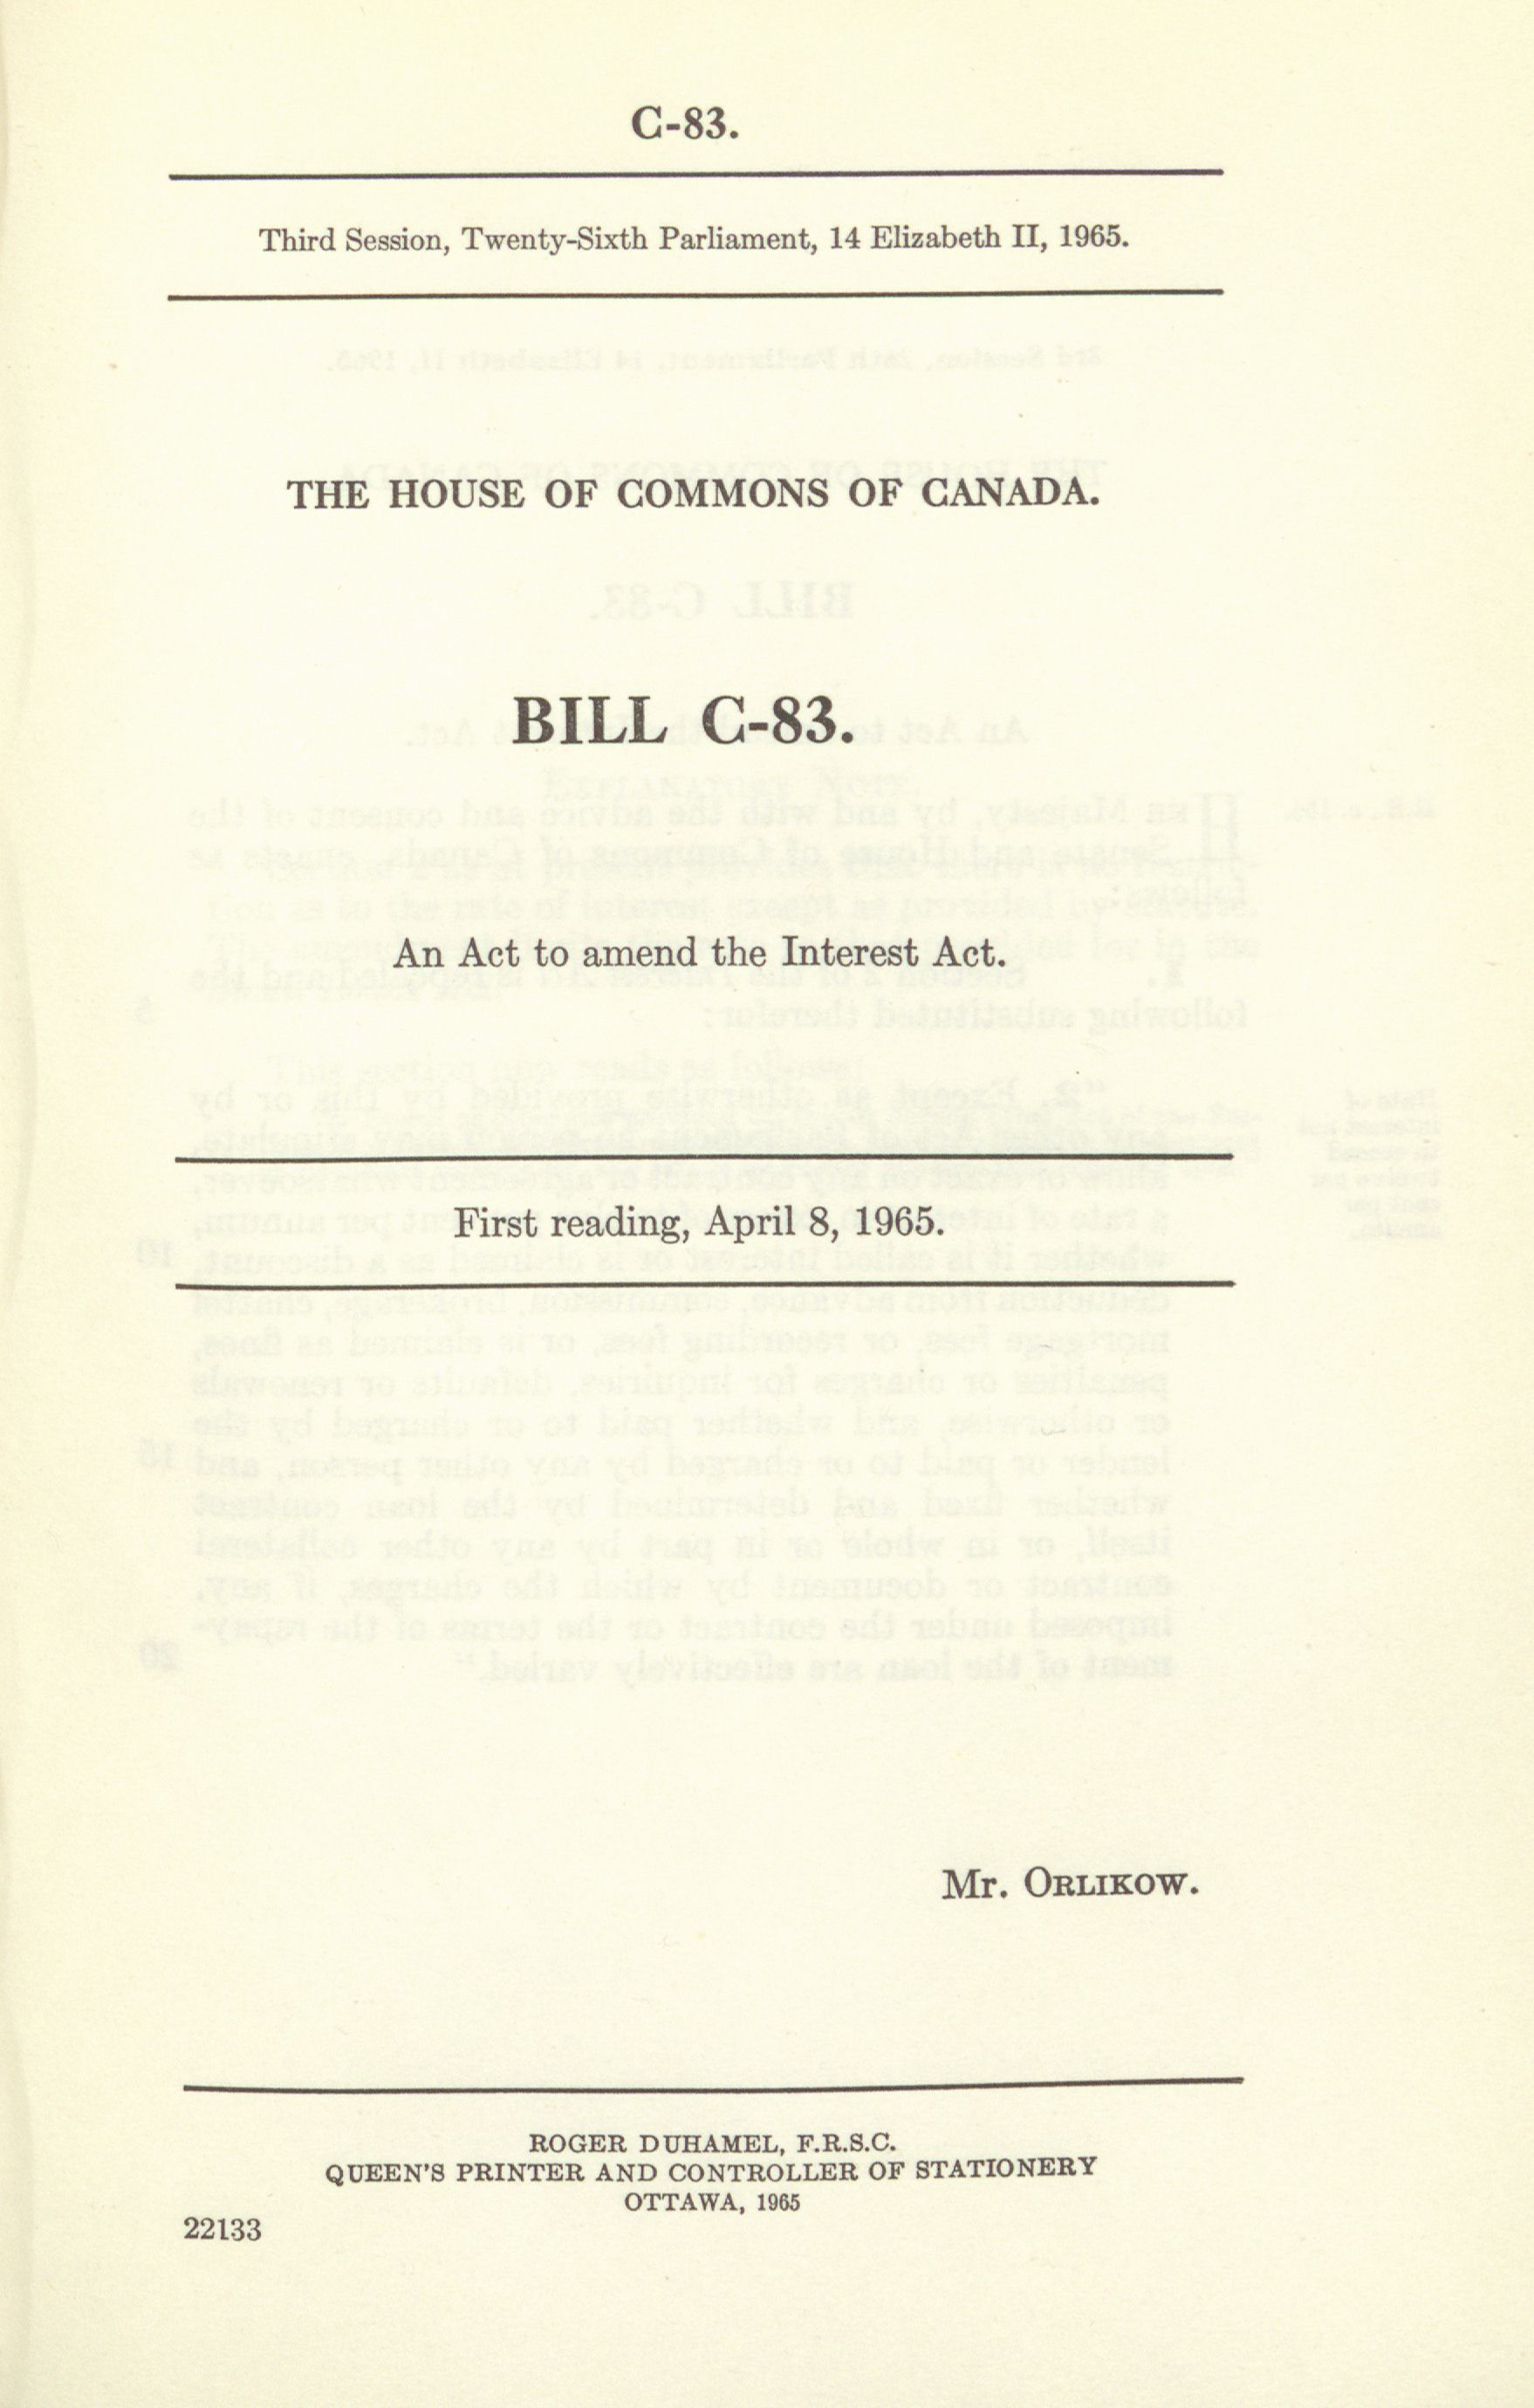 C-83.
Third Session, Twenty-Sixth Parliament, 14 Elizabeth II, 1965.
THE HOUSE OF COMMONS OF CANADA.
BILL C-83.
An Act to amend the Interest Act.
First reading, April 8, 1965.
Mr. ORLIKOW.
ROGER DUHAMEL, F.R.S.C.
QUEEN'S PRINTER AND CONTROLLER OF STATIONERY
OTTAWA, 1965
22133